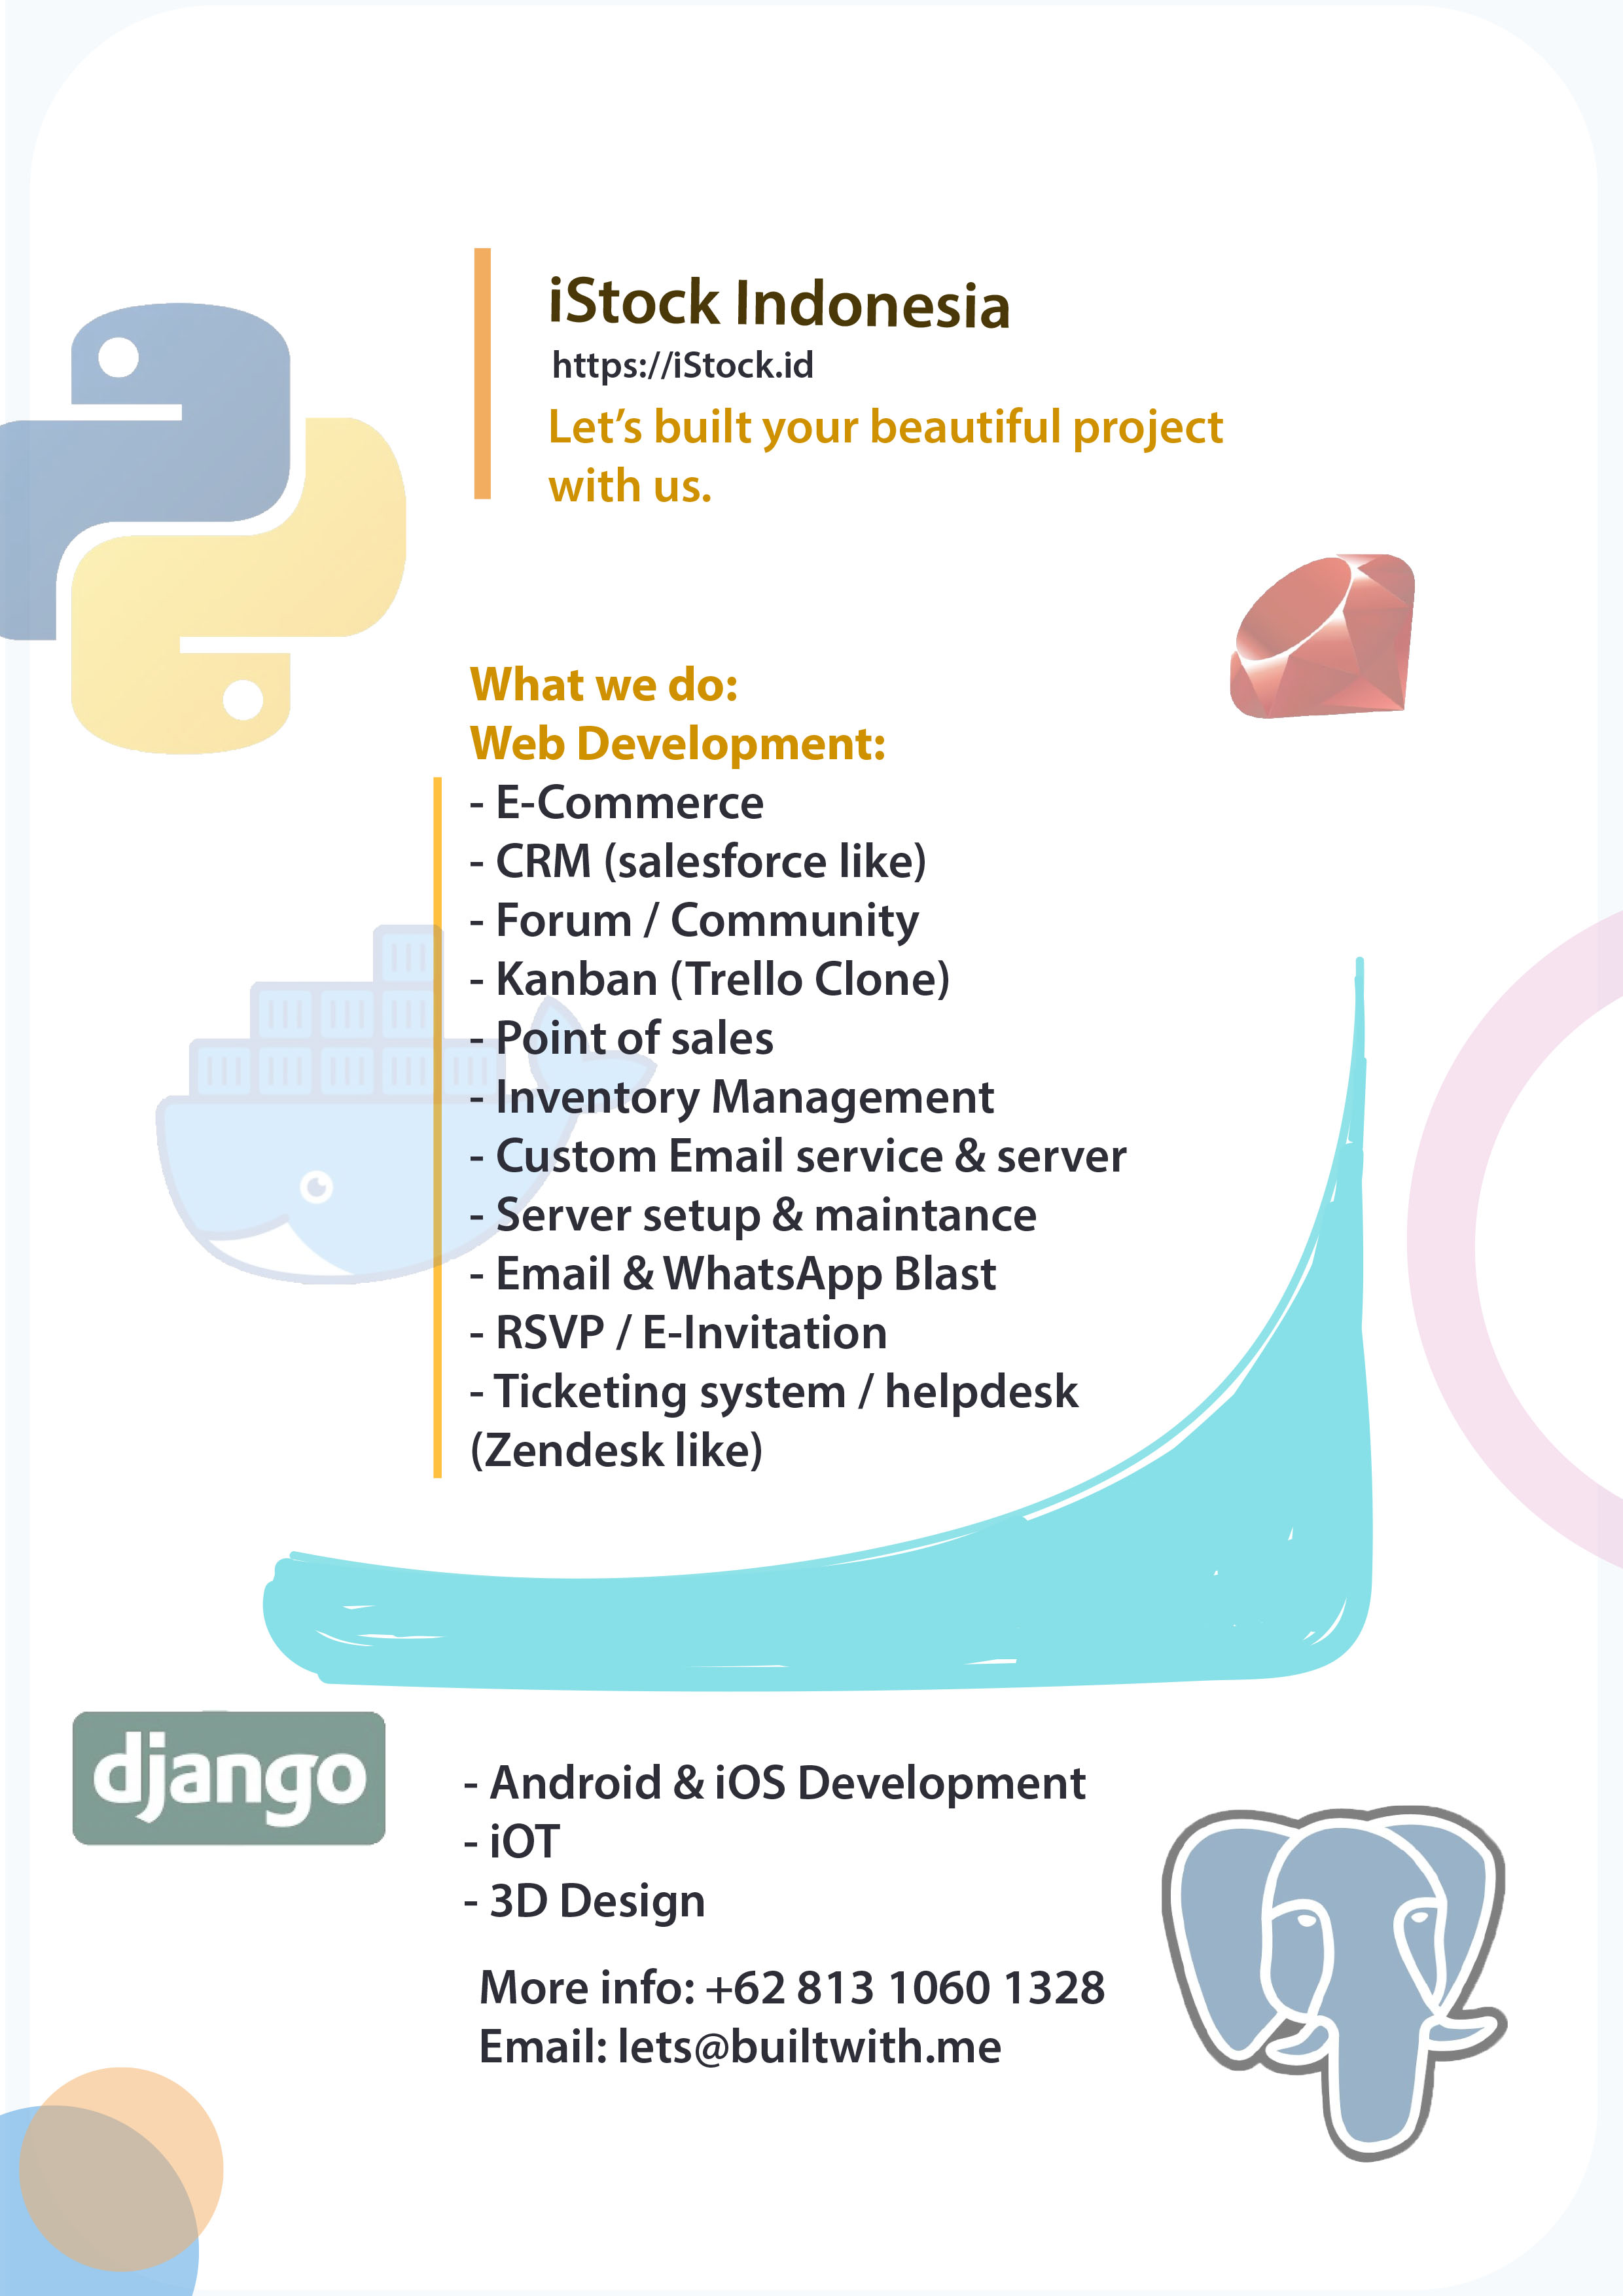 iStock Indonesia
https://iStock.id
Let’s built your beautiful project
with us.
What we do:
Web Development:
- E-Commerce
- CRM (salesforce like)
- Forum / Community
- Kanban (Trello Clone)
- Point of sales
- Inventory Management
- Custom Email service & server
- Server setup & maintance
- Email & WhatsApp Blast
- RSVP / E-Invitation
- Ticketing system / helpdesk
(Zendesk like)
django
- Android & iOS Development
- iOT
- 3D Design
More info: +62 813 1060 1328
Email: lets@builtwith.me